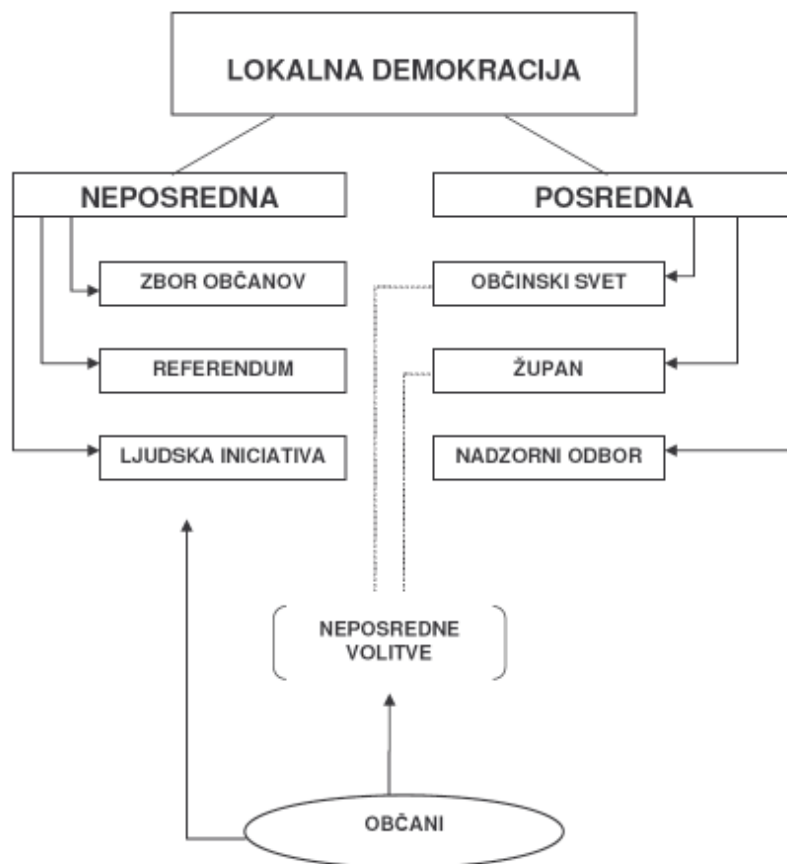 LOKALNA DEMOKRACIJA
NEPOSREDNA
POSREDNA
ZBOR OBČANOV
OBČINSKI SVET
REFERENDUM
ŽUPAN
LJUDSKA INICIATIVA
NADZORNI ODBOR
NEPOSREDNE
VOLITVE
OBČANI